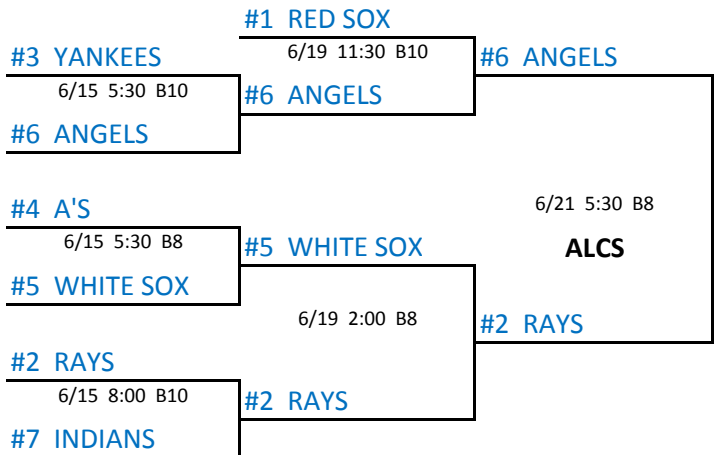 #1 RED SOX
#3 YANKEES
6/19 11:30 B10
#6 ANGELS
6/15 5:30 B10
#6 ANGELS
#6 ANGELS
#4 A'S
6/21 5:30 B8
6/15 5:30 B8
#5 WHITE SOX
ALCS
#5 WHITE SOX
6/19 2:00 B8
#2 RAYS
#2 RAYS
6/15 8:00 B10
#2 RAYS
#7 INDIANS